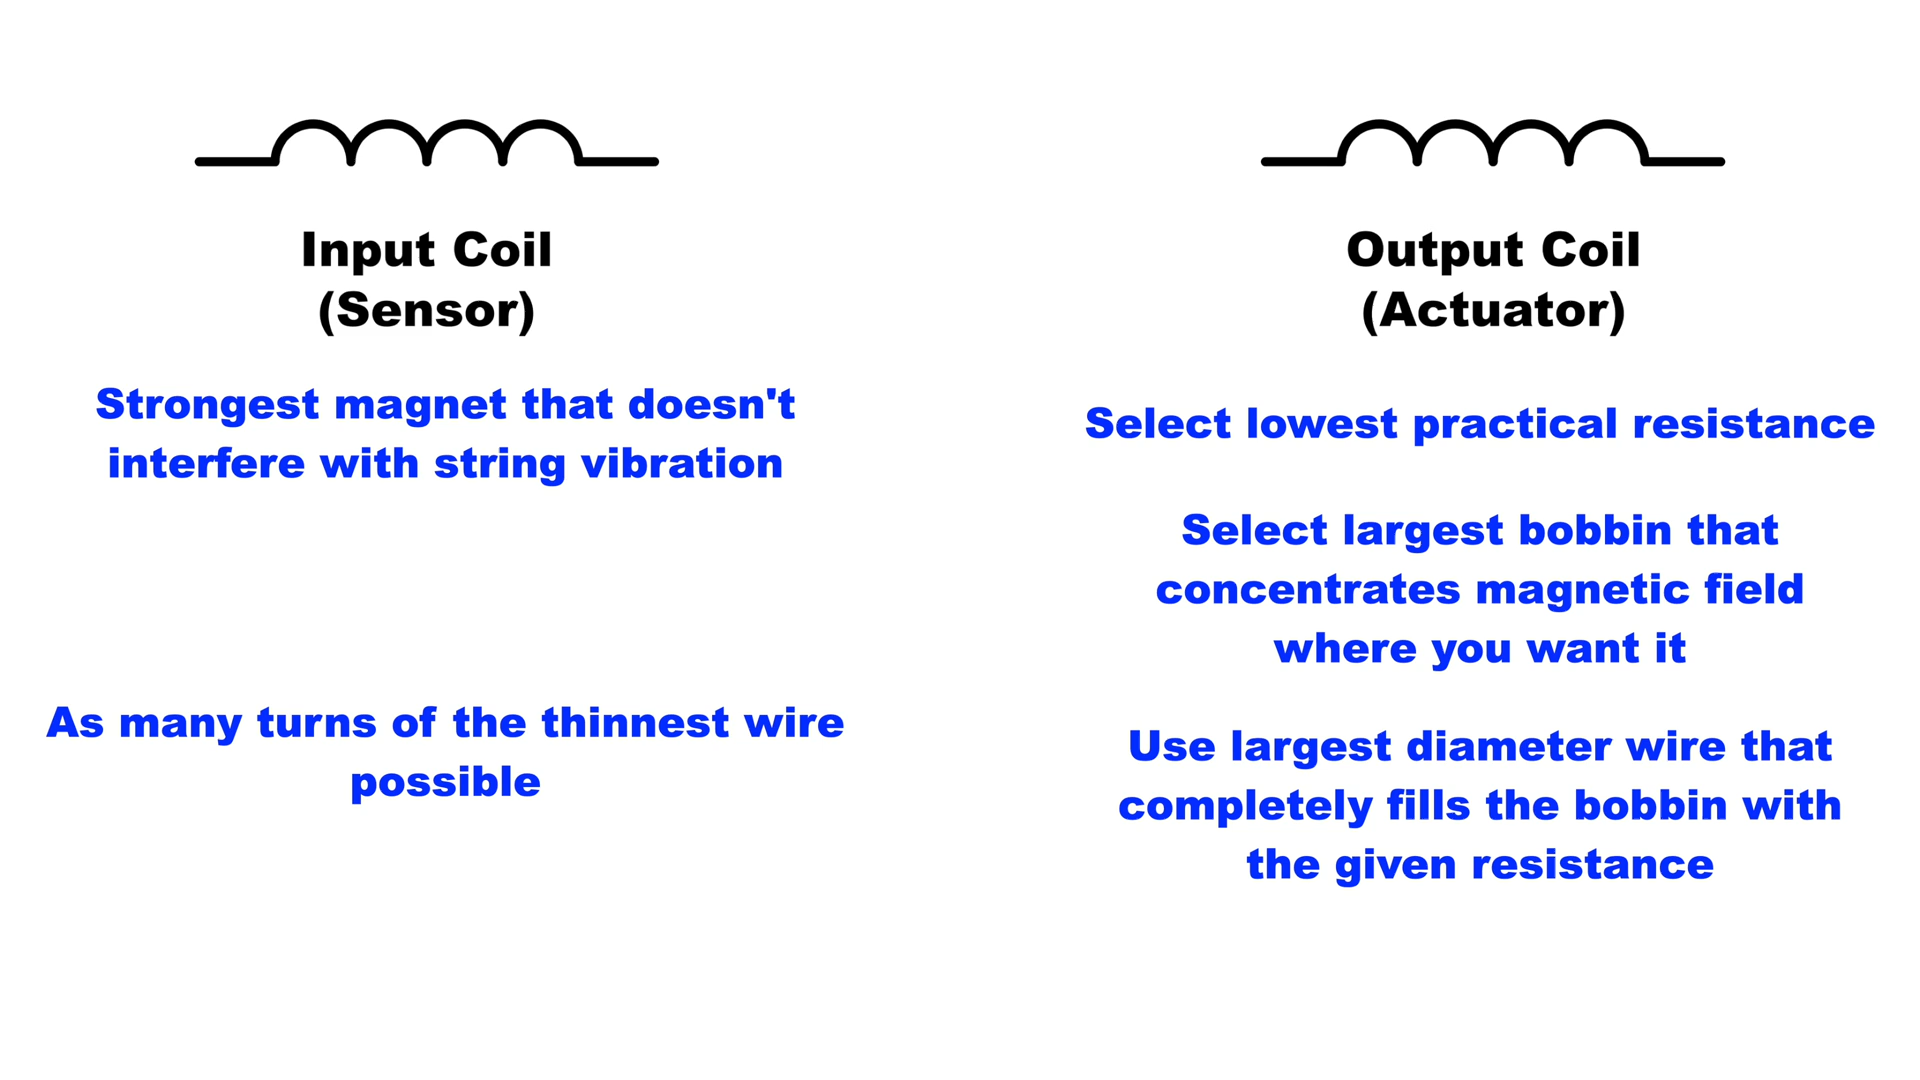 Input Coil
(Sensor)
Strongest magnet that doesn't
interfere with string vibration
As many turns of the thinnest wire
possible
Output Coil
(Actuator)
Select lowest practical resistance
Select largest bobbin that
concentrates magnetic field
where you want it
Use largest diameter wire that
completely fills the bobbin with
the given resistance